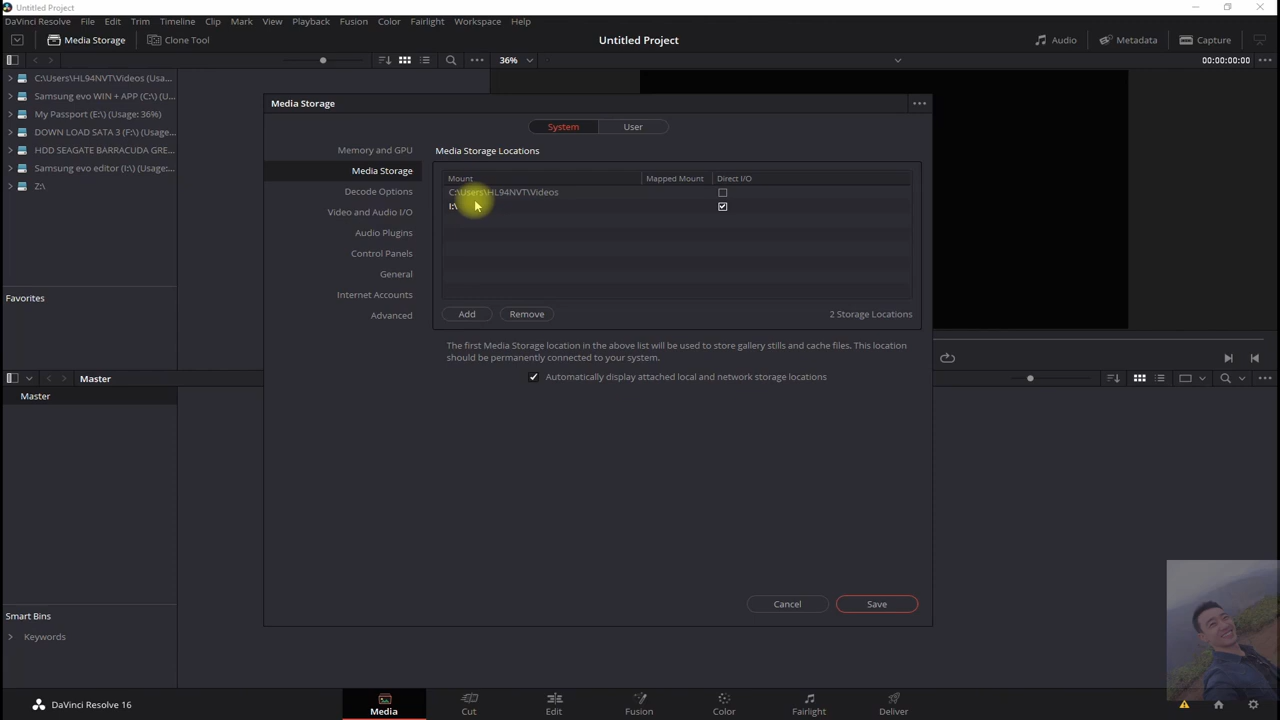 Untitled Project
DaVinci Resolve File Edit Trim Timeline Clip Mark View Playback Fusion Color Fairlight Workspace Help
Media Storage Clone Tool Untitled Project Audio Metadata Capture
36% 00:00:00:00
C:\Users\HL94NVT\Videos (Usa...
Samsung evo WIN + APP (C:\) (U...
My Passport (E:\) (Usage: 36%)
DOWN LOAD SATA 3 (F:\) (Usage...
HDD SEAGATE BARRACUDA GRE...
Samsung evo editor (I:\) (Usage:...
Z:\
Favorites
Media Storage
System User
Memory and GPU
Media Storage
Decode Options
Video and Audio I/O
Audio Plugins
Control Panels
General
Internet Accounts
Advanced
Media Storage Locations
Mount Mapped Mount Direct I/O
C:\Users\HL94NVT\Videos
I:\
Add Remove 2 Storage Locations
The first Media Storage location in the above list will be used to store gallery stills and cache files. This location
should be permanently connected to your system.
Automatically display attached local and network storage locations
Cancel Save
Master
Master
Smart Bins
Keywords
DaVinci Resolve 16
Media Cut Edit Fusion Color Fairlight Deliver